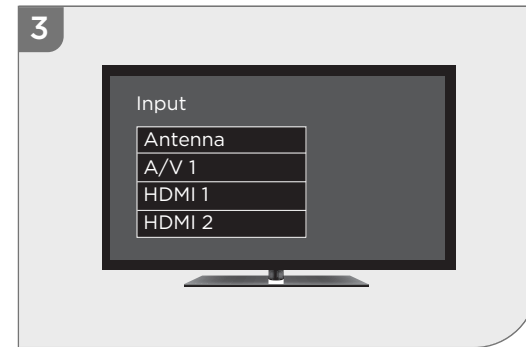 3
Input
Antenna
A/V 1
HDMI 1
HDMI 2